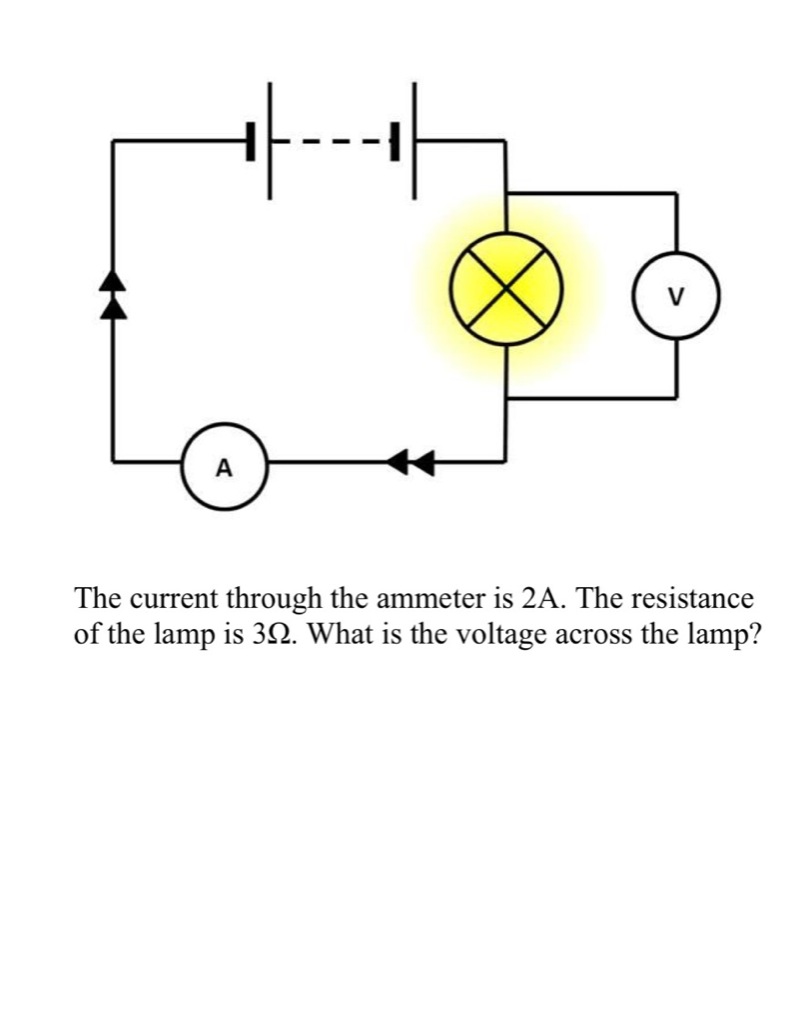 V
A
The current through the ammeter is 2A. The resistance
of the lamp is 3Ω. What is the voltage across the lamp?